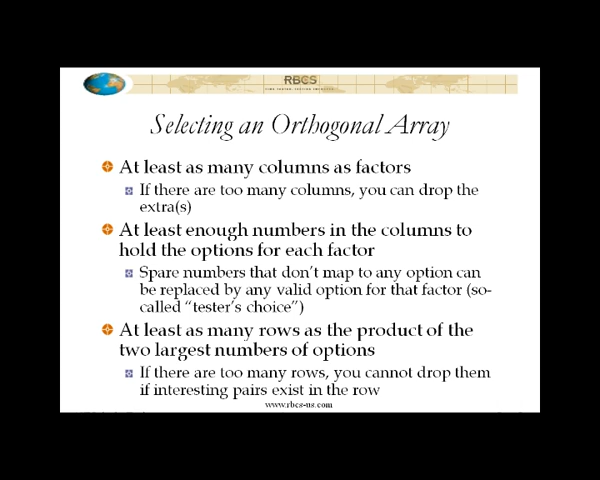 RBCS
Selecting an Orthogonal Array
At least as many columns as factors
If there are too many columns, you can drop the
extra(s)
At least enough numbers in the columns to
hold the options for each factor
Spare numbers that don't map to any option can
be replaced by any valid option for that factor (so-
called "tester's choice")
At least as many rows as the product of the
two largest numbers of options
If there are too many rows, you cannot drop them
if interesting pairs exist in the row
www.rbcs-us.com